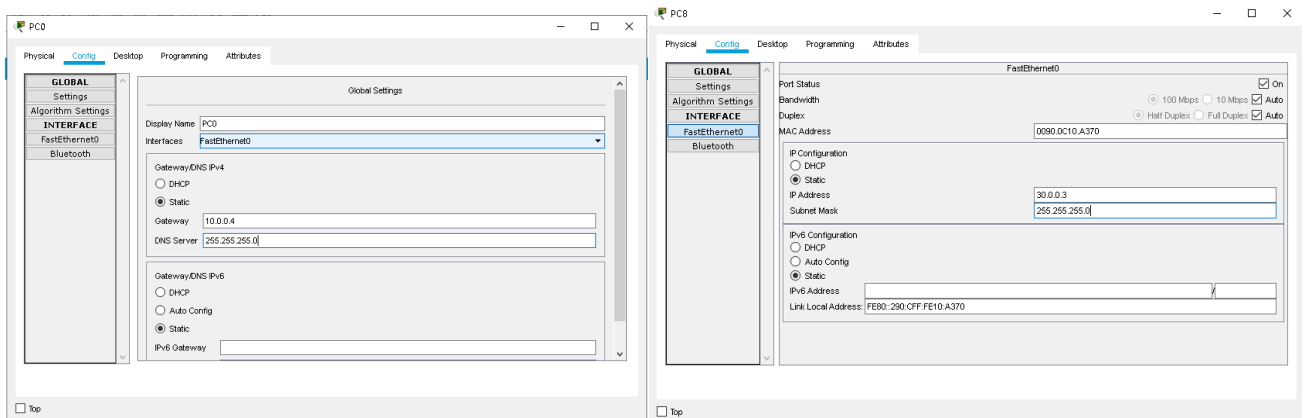 PC0
Physical Config Desktop Programming Attributes
GLOBAL
Settings
Algorithm Settings
INTERFACE
FastEthernet0
Bluetooth
Global Settings
Display Name PC0
Interfaces FastEthernet0
Gateway/DNS IPv4
DHCP
Static
Gateway 10.0.0.4
DNS Server 255.255.255.0
Gateway/DNS IPv6
DHCP
Auto Config
Static
IPv6 Gateway
Top
PC8
Physical Config Desktop Programming Attributes
GLOBAL
Settings
Algorithm Settings
INTERFACE
FastEthernet0
Bluetooth
FastEthernet0
Port Status On
Bandwidth 100 Mbps 10 Mbps Auto
Duplex Half Duplex Full Duplex Auto
MAC Address 0090.0C10.A370
IP Configuration
DHCP
Static
IP Address 30.0.0.3
Subnet Mask 255.255.255.0
IPv6 Configuration
DHCP
Auto Config
Static
IPv6 Address /
Link Local Address: FE80::290:CFF:FE10:A370
Top